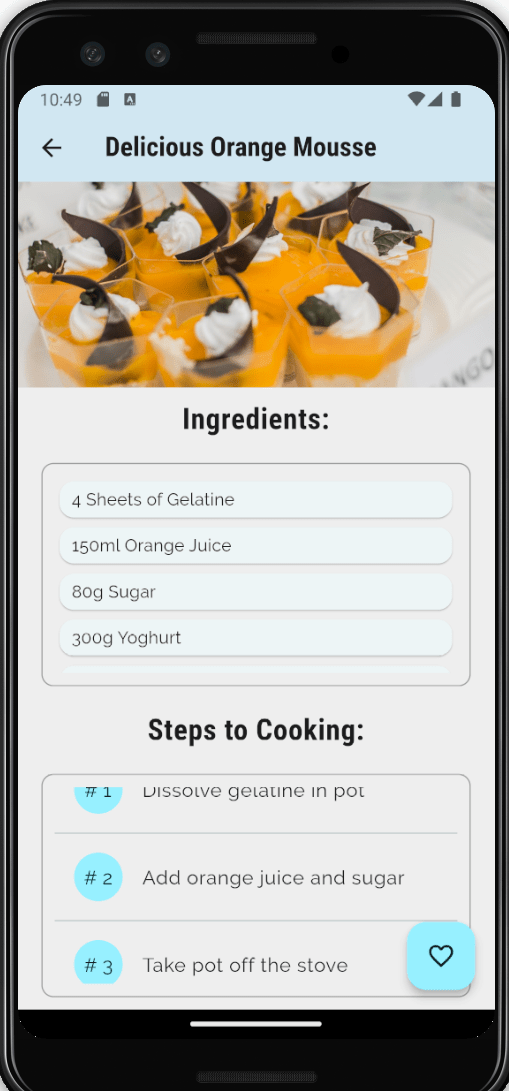 10:49
Delicious Orange Mousse
Ingredients:
4 Sheets of Gelatine
150ml Orange Juice
80g Sugar
300g Yoghurt
Steps to Cooking:
# 1 Dissolve gelatine in pot
# 2 Add orange juice and sugar
# 3 Take pot off the stove